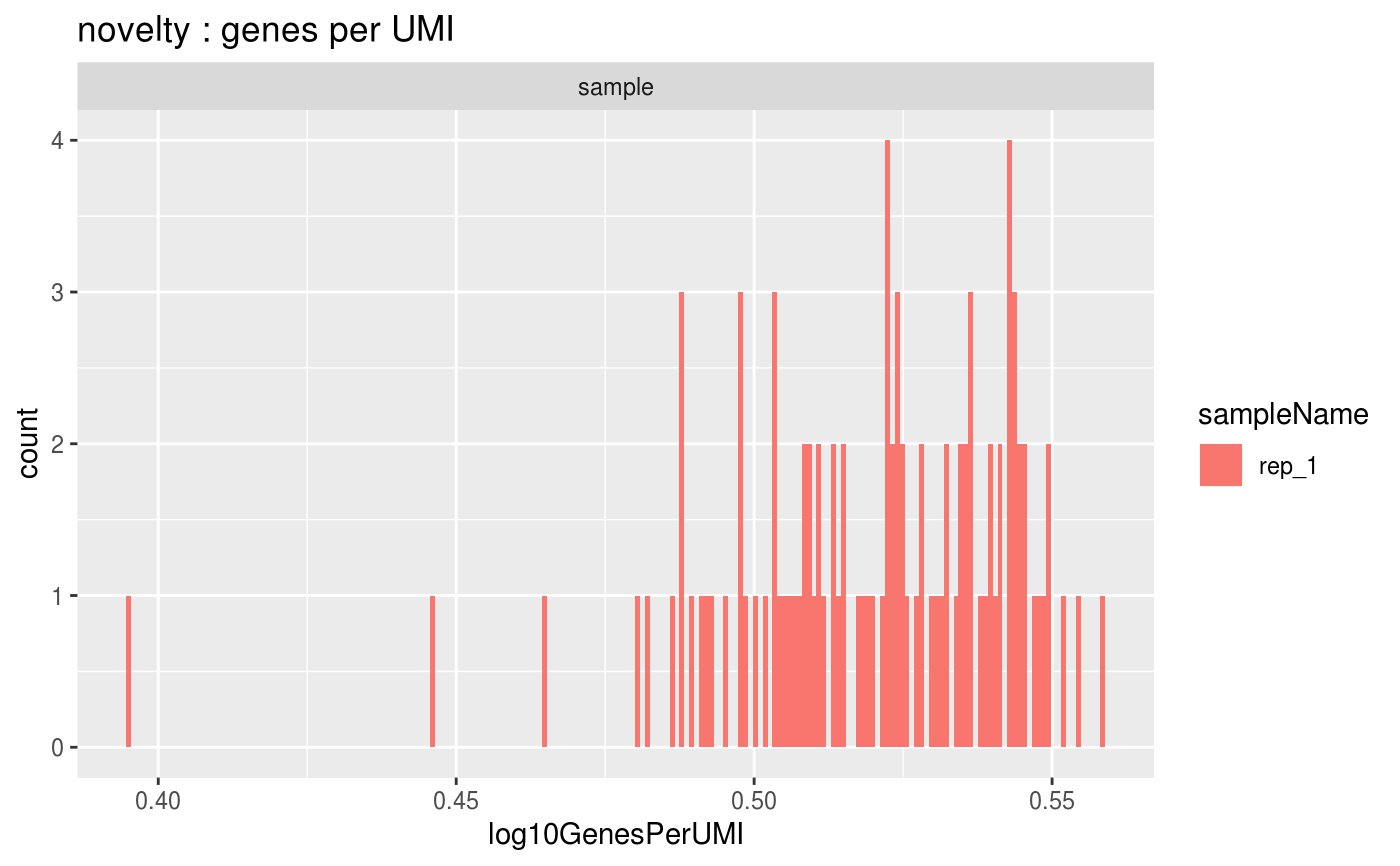 novelty : genes per UMI
sample
4
3
2
1
0
count
0.40 0.45 0.50 0.55
log10GenesPerUMI
sampleName
rep_1